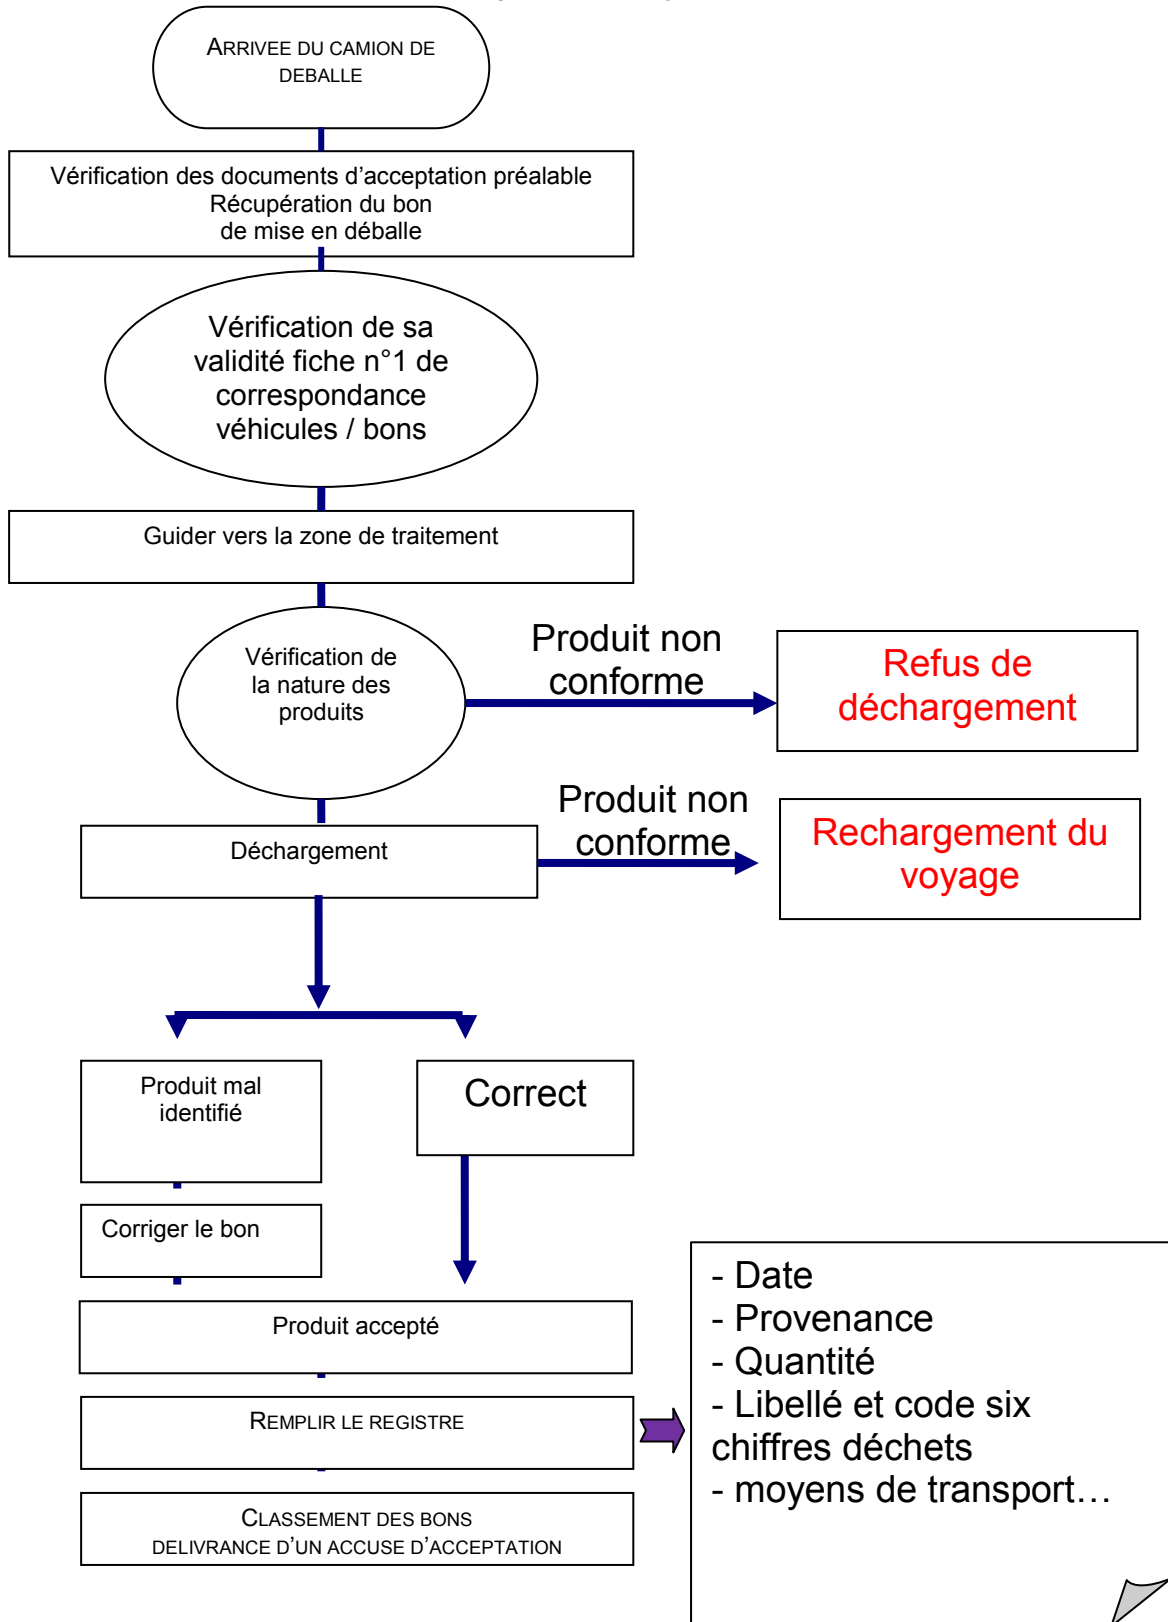 ARRIVEE DU CAMION DE
DEBALLE
Vérification des documents d’acceptation préalable
Récupération du bon
de mise en déballe
Vérification de sa
validité fiche n°1 de
correspondance
véhicules / bons
Guider vers la zone de traitement
Vérification de
la nature des
produits
Produit non
conforme
Refus de
déchargement
Déchargement
Produit non
conforme
Rechargement du
voyage
Produit mal
identifié
Correct
Corriger le bon
Produit accepté
REMPLIR LE REGISTRE
- Date
- Provenance
- Quantité
- Libellé et code six
chiffres déchets
- moyens de transport…
CLASSEMENT DES BONS
DELIVRANCE D’UN ACCUSE D’ACCEPTATION